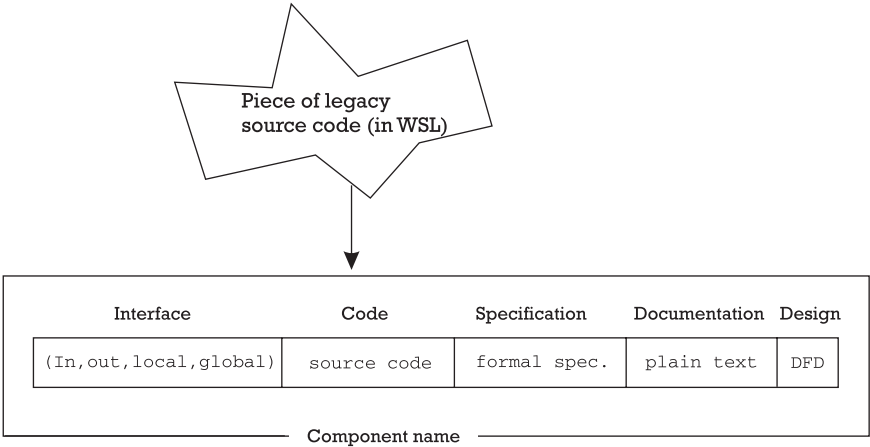 Piece of legacy
source code (in WSL)
Interface Code Specification Documentation Design
(In,out,local,global) source code formal spec. plain text DFD
Component name